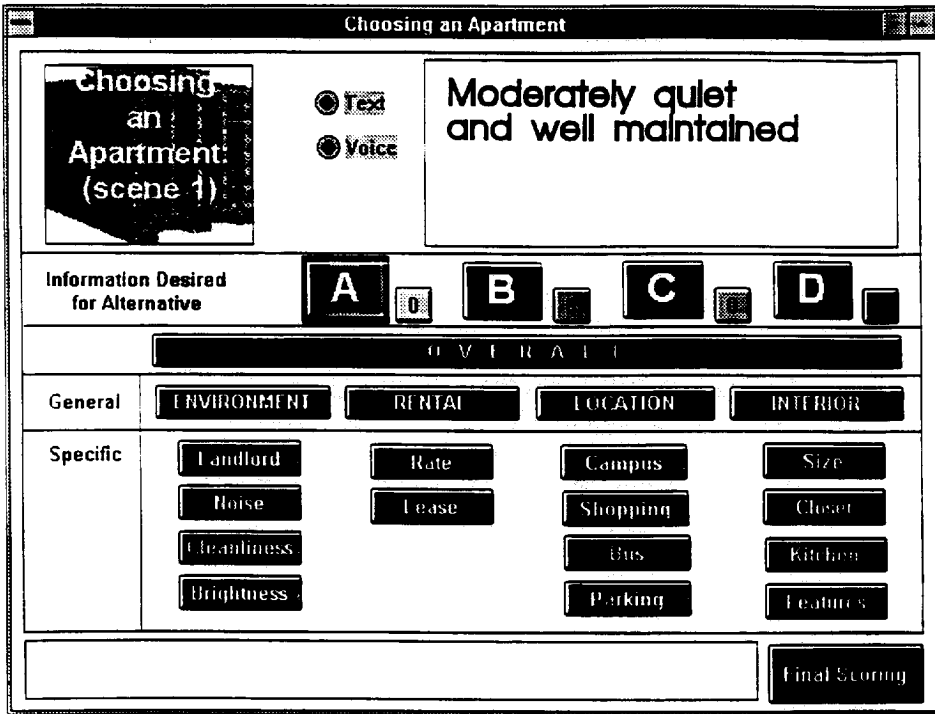 Choosing an Apartment
Choosing
an
Apartment:
(scene 1)
Text
Voice
Moderately quiet
and well maintained
Information Desired
for Alternative
A 0 B C D
OVERALL
General ENVIRONMENT RENTAL LOCATION INTERIOR
Specific Landlord Rate Campus Size
Noise Lease Shopping Closet
Cleanliness Bus Kitchen
Brightness Parking Features
Final Scoring